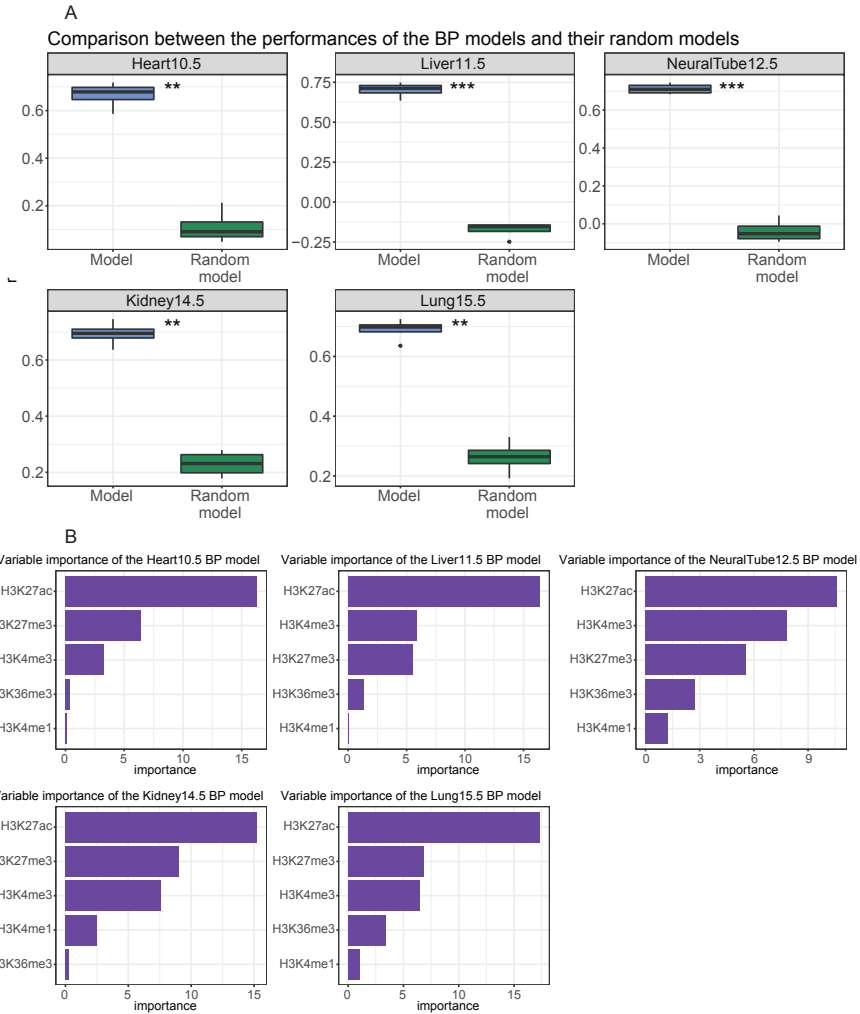 A
Comparison between the performances of the BP models and their random models
Heart10.5
**
0.6
0.4
0.2
Model
Random
model
Liver11.5
***
0.75
0.50
0.25
0.00
−0.25
Model
Random
model
NeuralTube12.5
***
0.6
0.4
0.2
0.0
Model
Random
model
r
Kidney14.5
**
0.6
0.4
0.2
Model
Random
model
Lung15.5
**
0.6
0.4
0.2
Model
Random
model
B
Variable importance of the Heart10.5 BP model
H3K27ac
H3K27me3
H3K4me3
H3K36me3
H3K4me1
0 5 10 15
importance
Variable importance of the Liver11.5 BP model
H3K27ac
H3K4me3
H3K27me3
H3K36me3
H3K4me1
0 5 10 15
importance
Variable importance of the NeuralTube12.5 BP model
H3K27ac
H3K4me3
H3K27me3
H3K36me3
H3K4me1
0 3 6 9
importance
Variable importance of the Kidney14.5 BP model
H3K27ac
H3K27me3
H3K4me3
H3K4me1
H3K36me3
0 5 10 15
importance
Variable importance of the Lung15.5 BP model
H3K27ac
H3K27me3
H3K4me3
H3K36me3
H3K4me1
0 5 10 15
importance